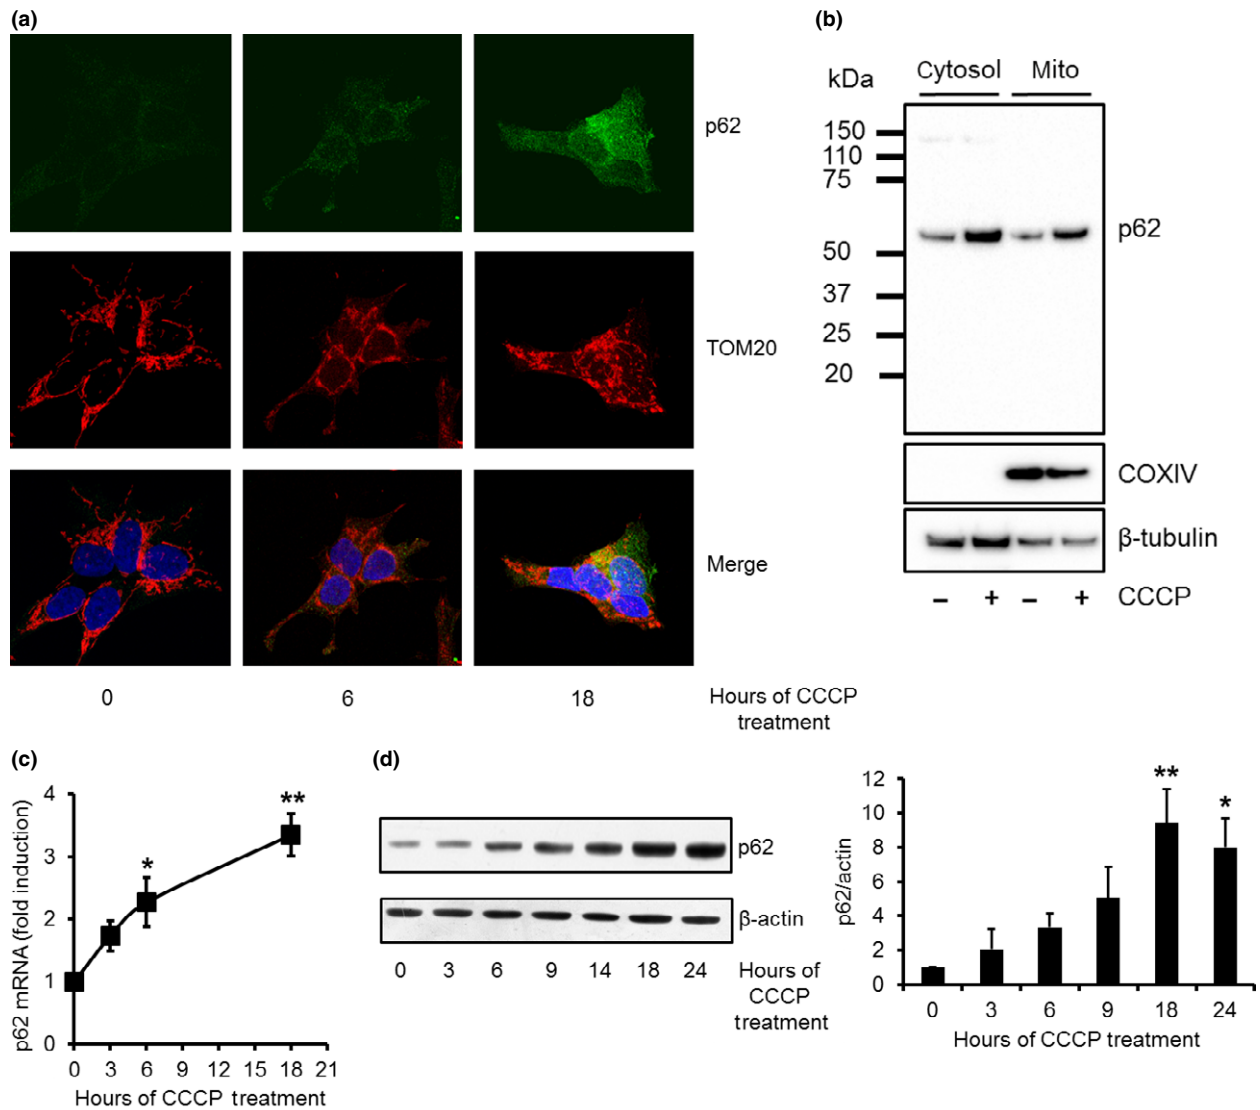 (a)
p62
TOM20
Merge
0 6 18 Hours of CCCP
treatment
(b)
kDa Cytosol Mito
150
110
75
50
37
25
20
p62
COXIV
β-tubulin
– + – + CCCP
(c)
p62 mRNA (fold induction)
4
3
2
1
0
*
**
0 3 6 9 12 15 18 21
Hours of CCCP treatment
(d)
p62
β-actin
0 3 6 9 14 18 24 Hours of
CCCP
treatment
p62/actin
12
10
8
6
4
2
0
**
*
0 3 6 9 18 24
Hours of CCCP treatment